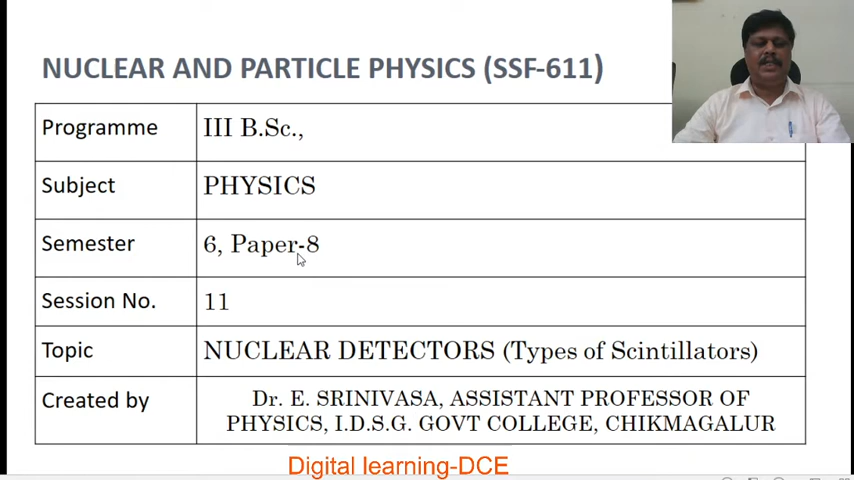 NUCLEAR AND PARTICLE PHYSICS (SSF-611)
Programme III B.Sc.,
Subject PHYSICS
Semester 6, Paper-8
Session No. 11
Topic NUCLEAR DETECTORS (Types of Scintillators)
Created by Dr. E. SRINIVASA, ASSISTANT PROFESSOR OF
PHYSICS, I.D.S.G. GOVT COLLEGE, CHIKMAGALUR
Digital learning-DCE